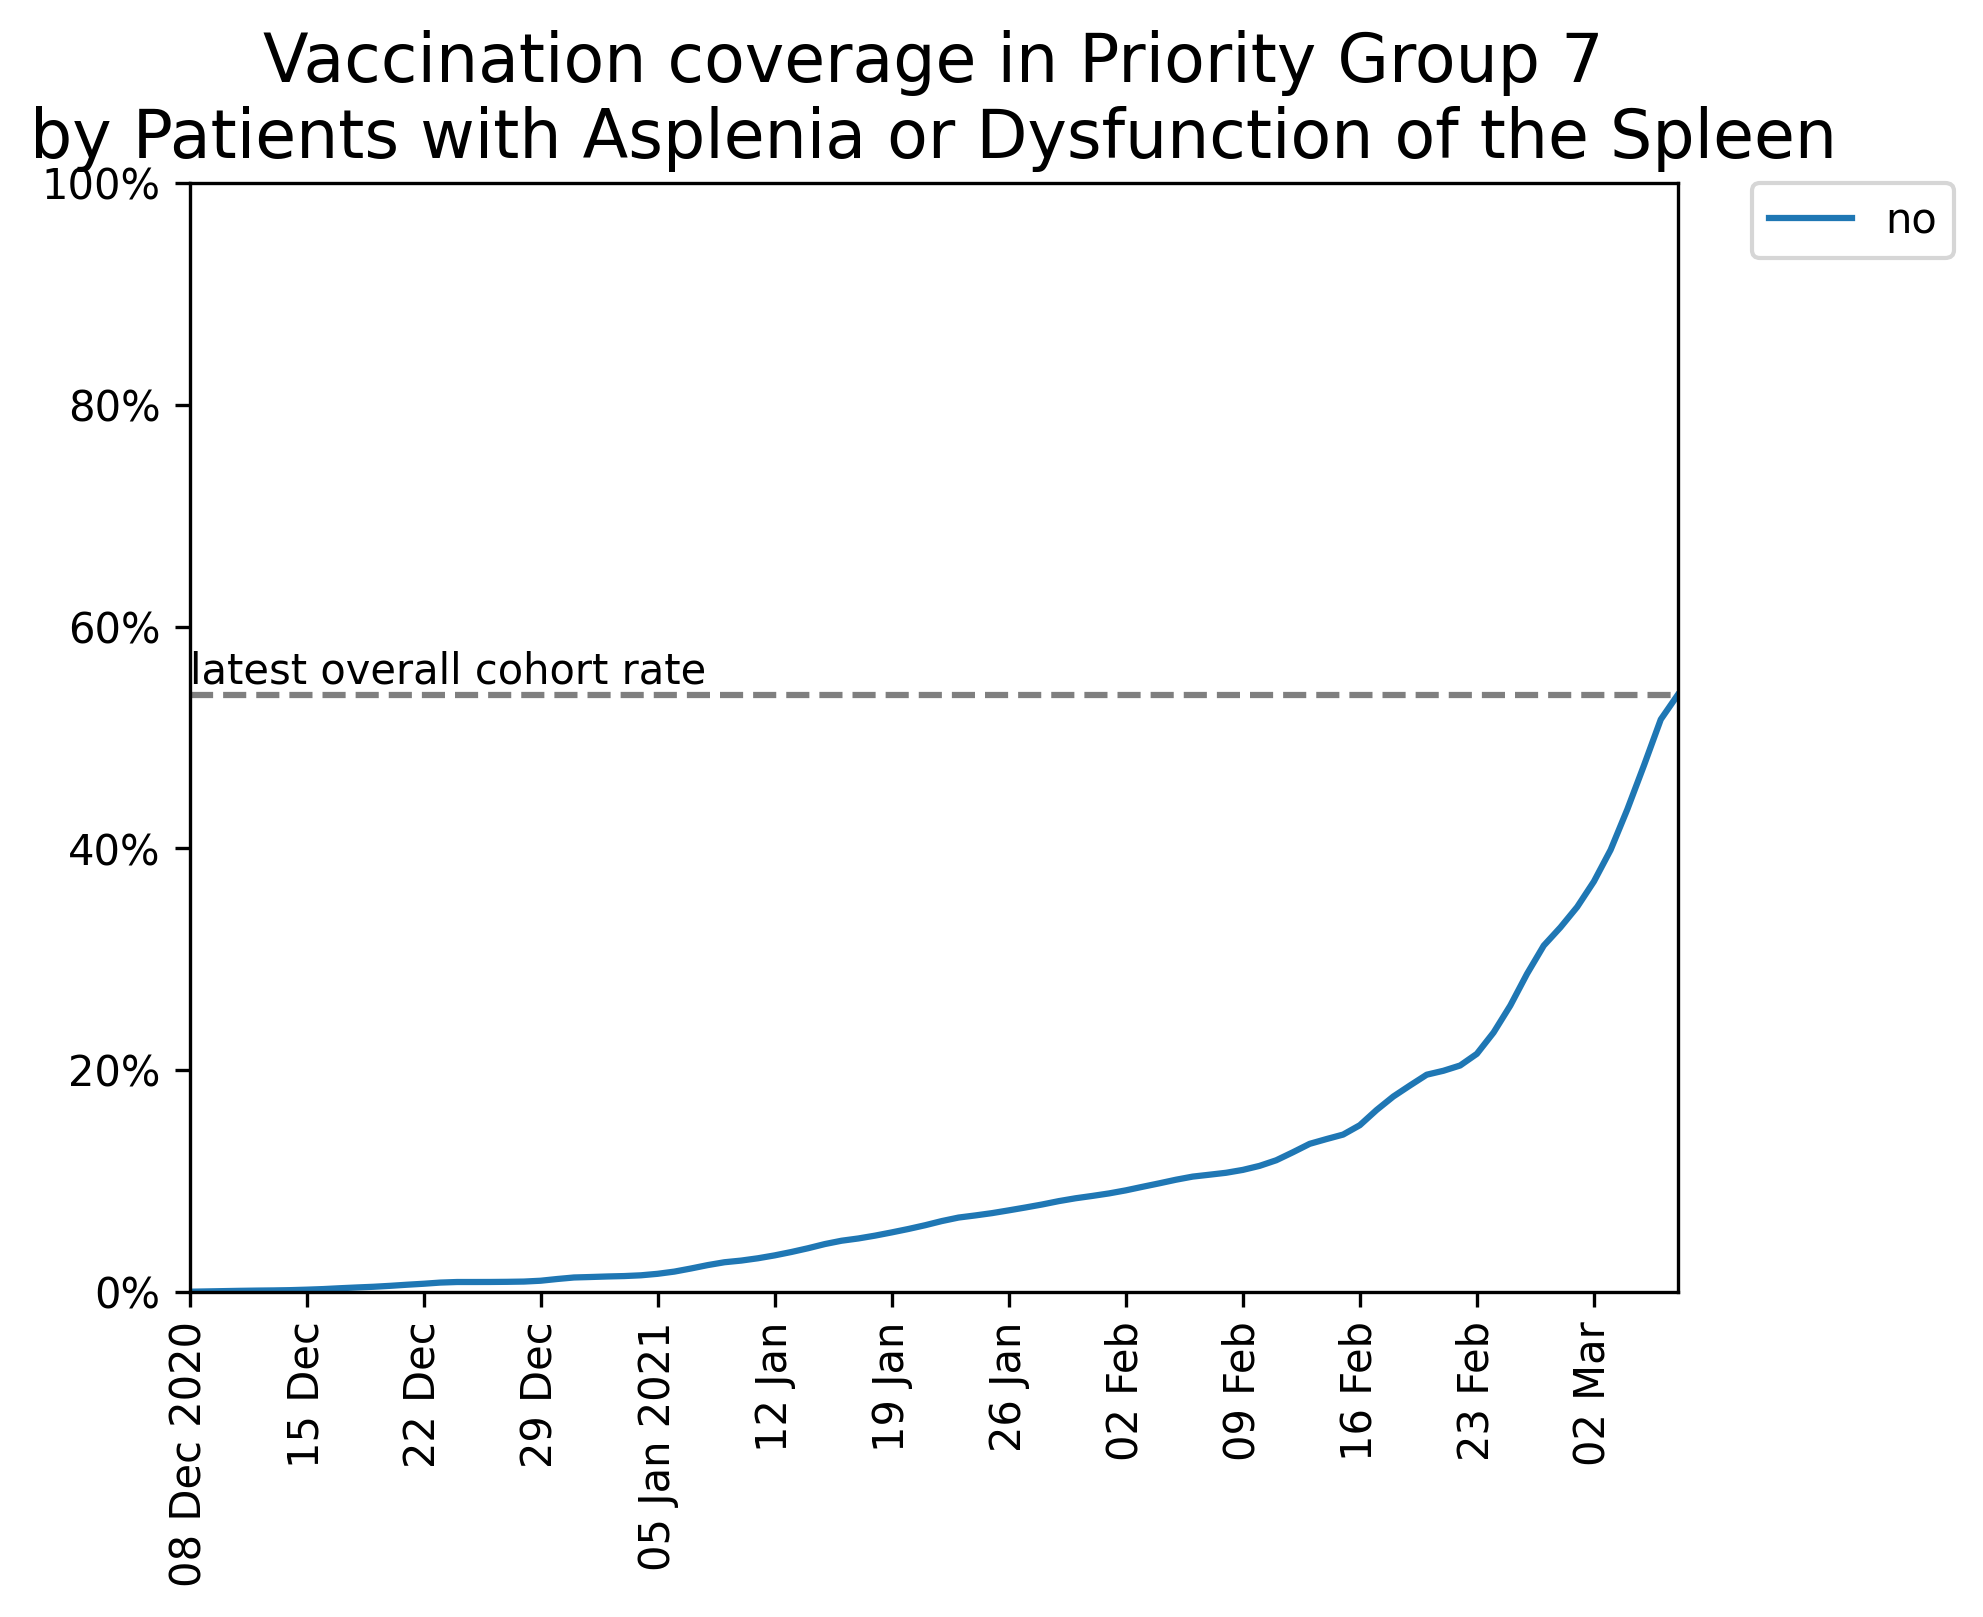 Vaccination coverage in Priority Group 7
by Patients with Asplenia or Dysfunction of the Spleen
no
100%
80%
60%
latest overall cohort rate
40%
20%
0%
08 Dec 2020
15 Dec
22 Dec
29 Dec
05 Jan 2021
12 Jan
19 Jan
26 Jan
02 Feb
09 Feb
16 Feb
23 Feb
02 Mar